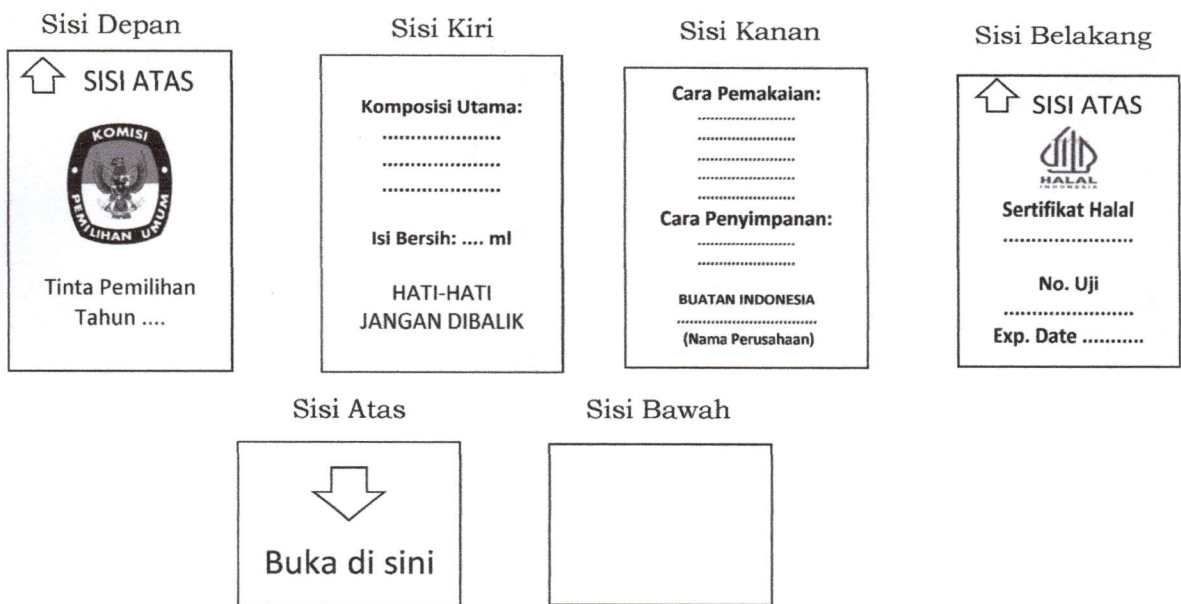 Sisi Depan
SISI ATAS
KOMISI
PEMILIHAN UMUM
Tinta Pemilihan
Tahun ....
Sisi Kiri
Komposisi Utama:
......................
......................
......................
Isi Bersih: .... ml
HATI-HATI
JANGAN DIBALIK
Sisi Kanan
Cara Pemakaian:
........................
........................
........................
........................
........................
Cara Penyimpanan:
........................
........................
BUATAN INDONESIA
..................................
(Nama Perusahaan)
Sisi Belakang
SISI ATAS
HALAL
INDONESIA
Sertifikat Halal
........................
No. Uji
........................
Exp. Date ...........
Sisi Atas
Buka di sini
Sisi Bawah